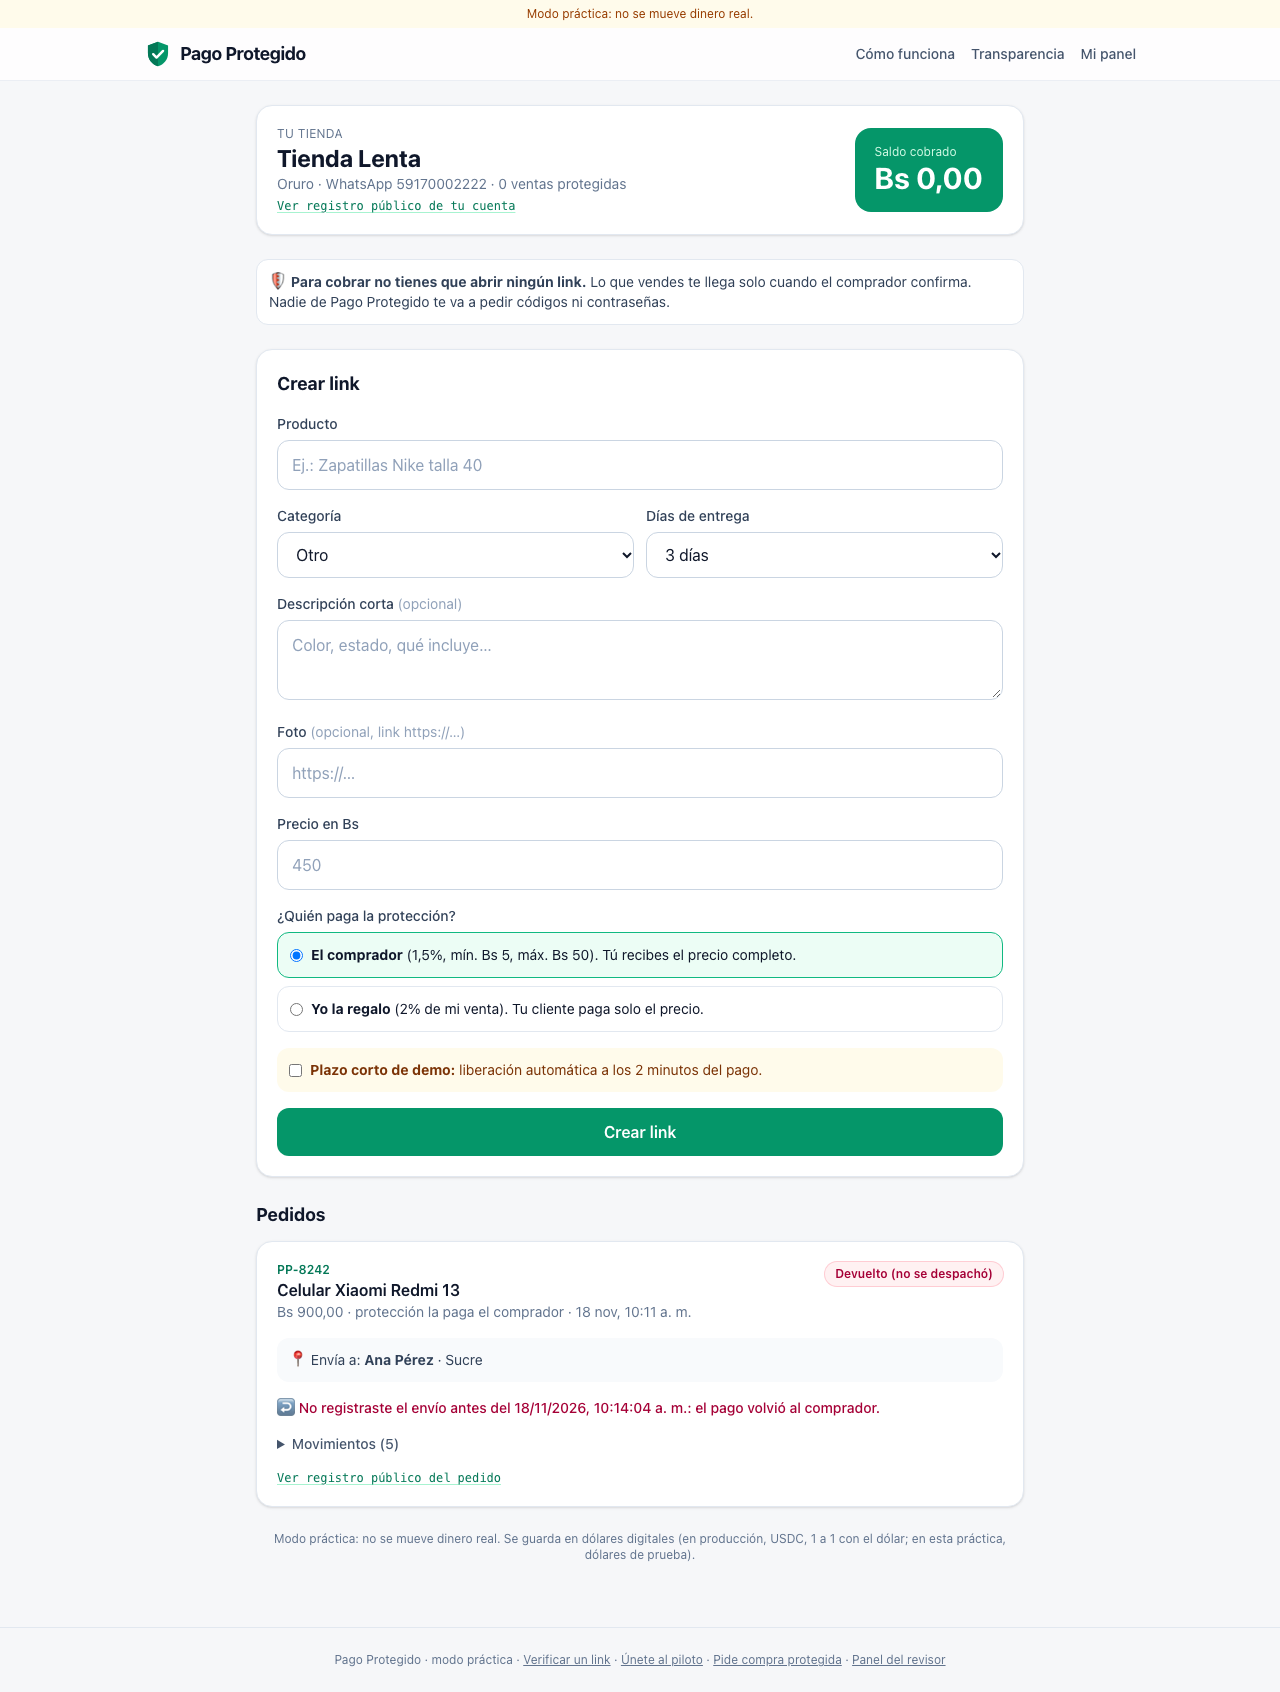 Modo práctica: no se mueve dinero real.
Pago Protegido
Cómo funciona Transparencia Mi panel
TU TIENDA
Tienda Lenta
Oruro · WhatsApp 59170002222 · 0 ventas protegidas
Ver registro público de tu cuenta
Saldo cobrado
Bs 0,00
Para cobrar no tienes que abrir ningún link. Lo que vendes te llega solo cuando el comprador confirma.
Nadie de Pago Protegido te va a pedir códigos ni contraseñas.
Crear link
Producto
Ej.: Zapatillas Nike talla 40
Categoría
Otro
Días de entrega
3 días
Descripción corta (opcional)
Color, estado, qué incluye...
Foto (opcional, link https://...)
https://...
Precio en Bs
450
¿Quién paga la protección?
El comprador (1,5%, mín. Bs 5, máx. Bs 50). Tú recibes el precio completo.
Yo la regalo (2% de mi venta). Tu cliente paga solo el precio.
Plazo corto de demo: liberación automática a los 2 minutos del pago.
Crear link
Pedidos
PP-8242
Celular Xiaomi Redmi 13
Bs 900,00 · protección la paga el comprador · 18 nov, 10:11 a. m.
Devuelto (no se despachó)
Envía a: Ana Pérez · Sucre
No registraste el envío antes del 18/11/2026, 10:14:04 a. m.: el pago volvió al comprador.
Movimientos (5)
Ver registro público del pedido
Modo práctica: no se mueve dinero real. Se guarda en dólares digitales (en producción, USDC, 1 a 1 con el dólar; en esta práctica,
dólares de prueba).
Pago Protegido · modo práctica · Verificar un link · Únete al piloto · Pide compra protegida · Panel del revisor